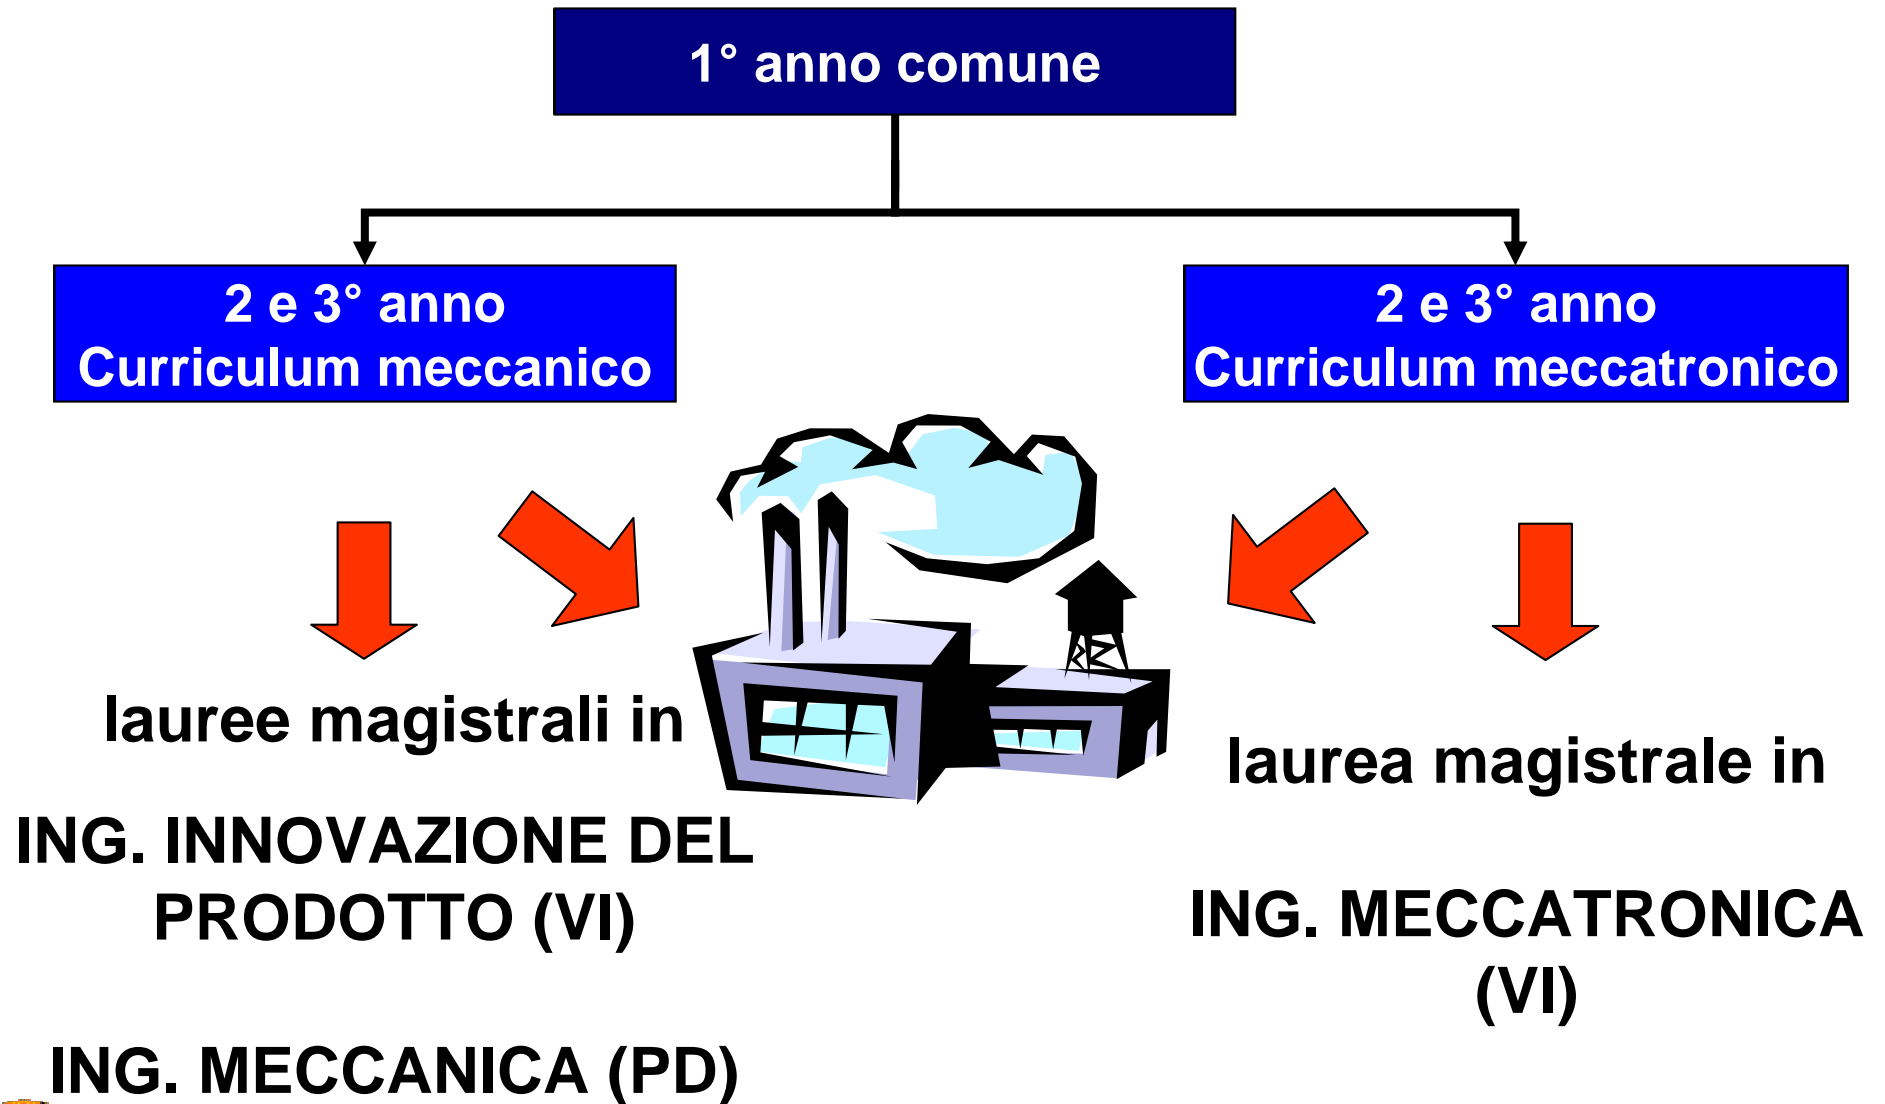 1° anno comune
2 e 3° anno
Curriculum meccanico
2 e 3° anno
Curriculum meccatronico
lauree magistrali in
ING. INNOVAZIONE DEL
PRODOTTO (VI)
ING. MECCANICA (PD)
laurea magistrale in
ING. MECCATRONICA
(VI)